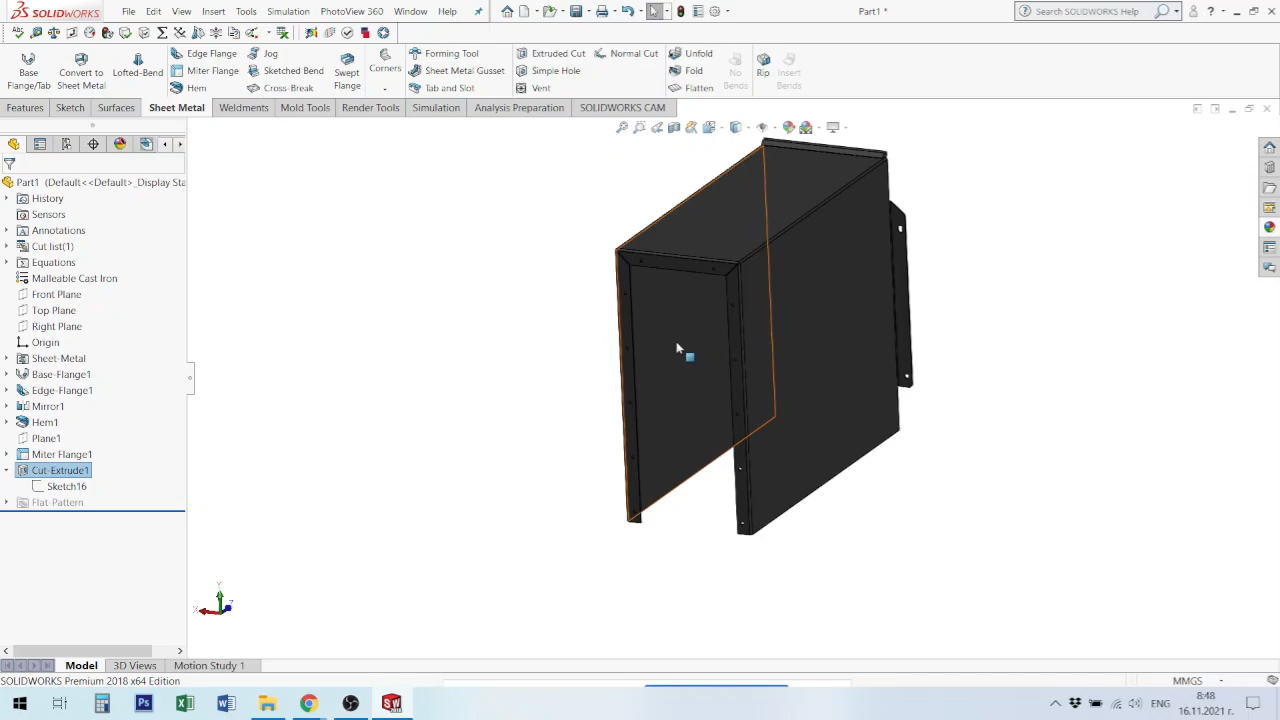 SOLIDWORKS File Edit View Insert Tools Simulation PhotoView 360 Window Help Part1 * Search SOLIDWORKS Help
Edge Flange Jog Forming Tool Extruded Cut Normal Cut Unfold
Base Flange/Tab Convert to Sheet Metal Lofted-Bend Miter Flange Sketched Bend Swept Flange Corners Sheet Metal Gusset Simple Hole Fold No Bends Rip Insert Bends
Hem Cross-Break Tab and Slot Vent Flatten
Features Sketch Surfaces Sheet Metal Weldments Mold Tools Render Tools Simulation Analysis Preparation SOLIDWORKS CAM
Part1 (Default<<Default>_Display Sta
History
Sensors
Annotations
Cut list(1)
Equations
Malleable Cast Iron
Front Plane
Top Plane
Right Plane
Origin
Sheet-Metal
Base-Flange1
Edge-Flange1
Mirror1
Hem1
Plane1
Miter Flange1
Cut-Extrude1
Sketch16
Flat-Pattern
Y
X
Z
Model 3D Views Motion Study 1
SOLIDWORKS Premium 2018 x64 Edition MMGS
ENG 8:48
16.11.2021 г.